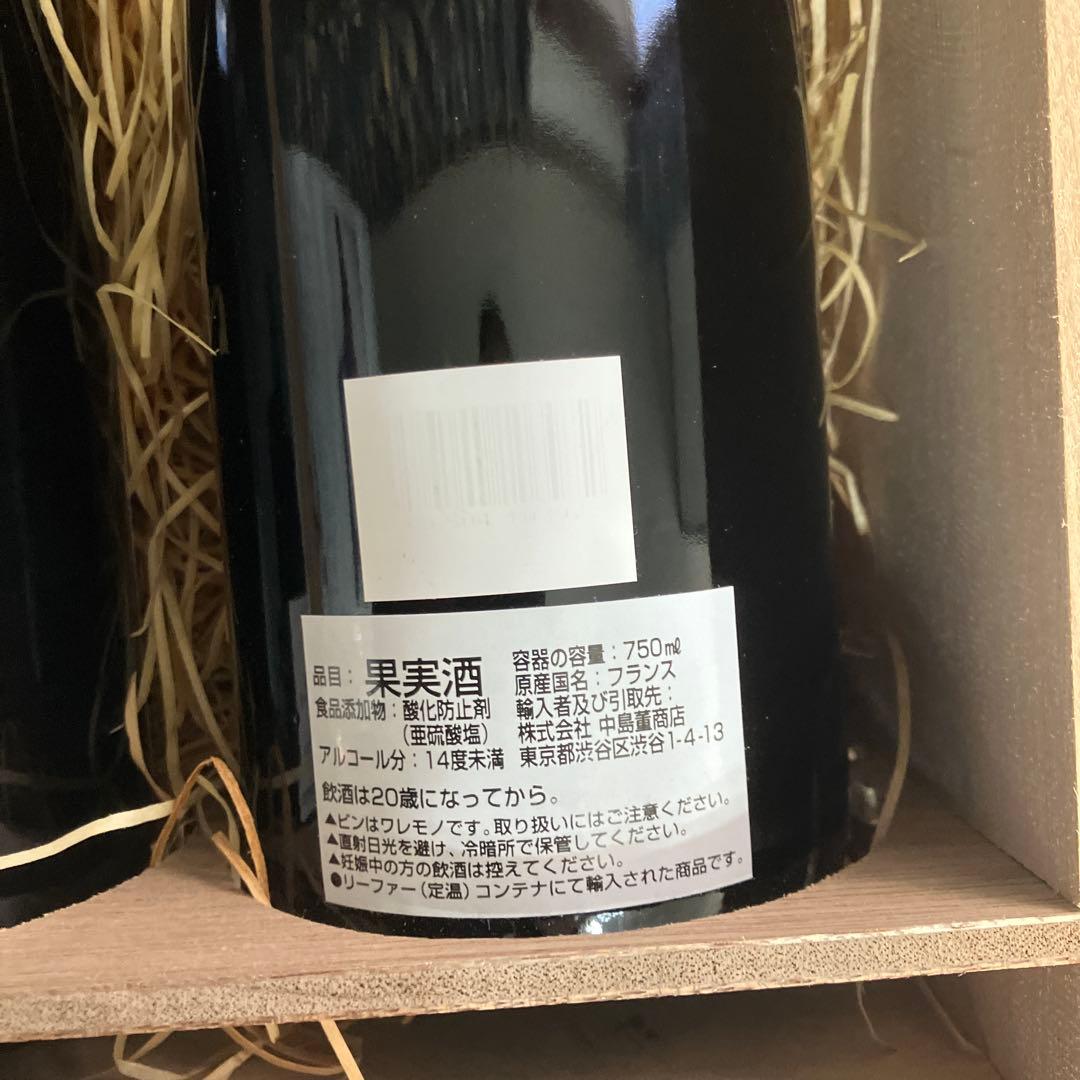 品目：果実酒
食品添加物：酸化防止剤
（亜硫酸塩）
アルコール分：14度未満
容器の容量：750mℓ
原産国名：フランス
輸入者及び引取先：
株式会社 中島董商店
東京都渋谷区渋谷1-4-13
飲酒は20歳になってから。
▲ビンはワレモノです。取り扱いにはご注意ください。
▲直射日光を避け、冷暗所で保管してください。
▲妊娠中の方の飲酒は控えてください。
●リーファー（定温）コンテナにて輸入された商品です。